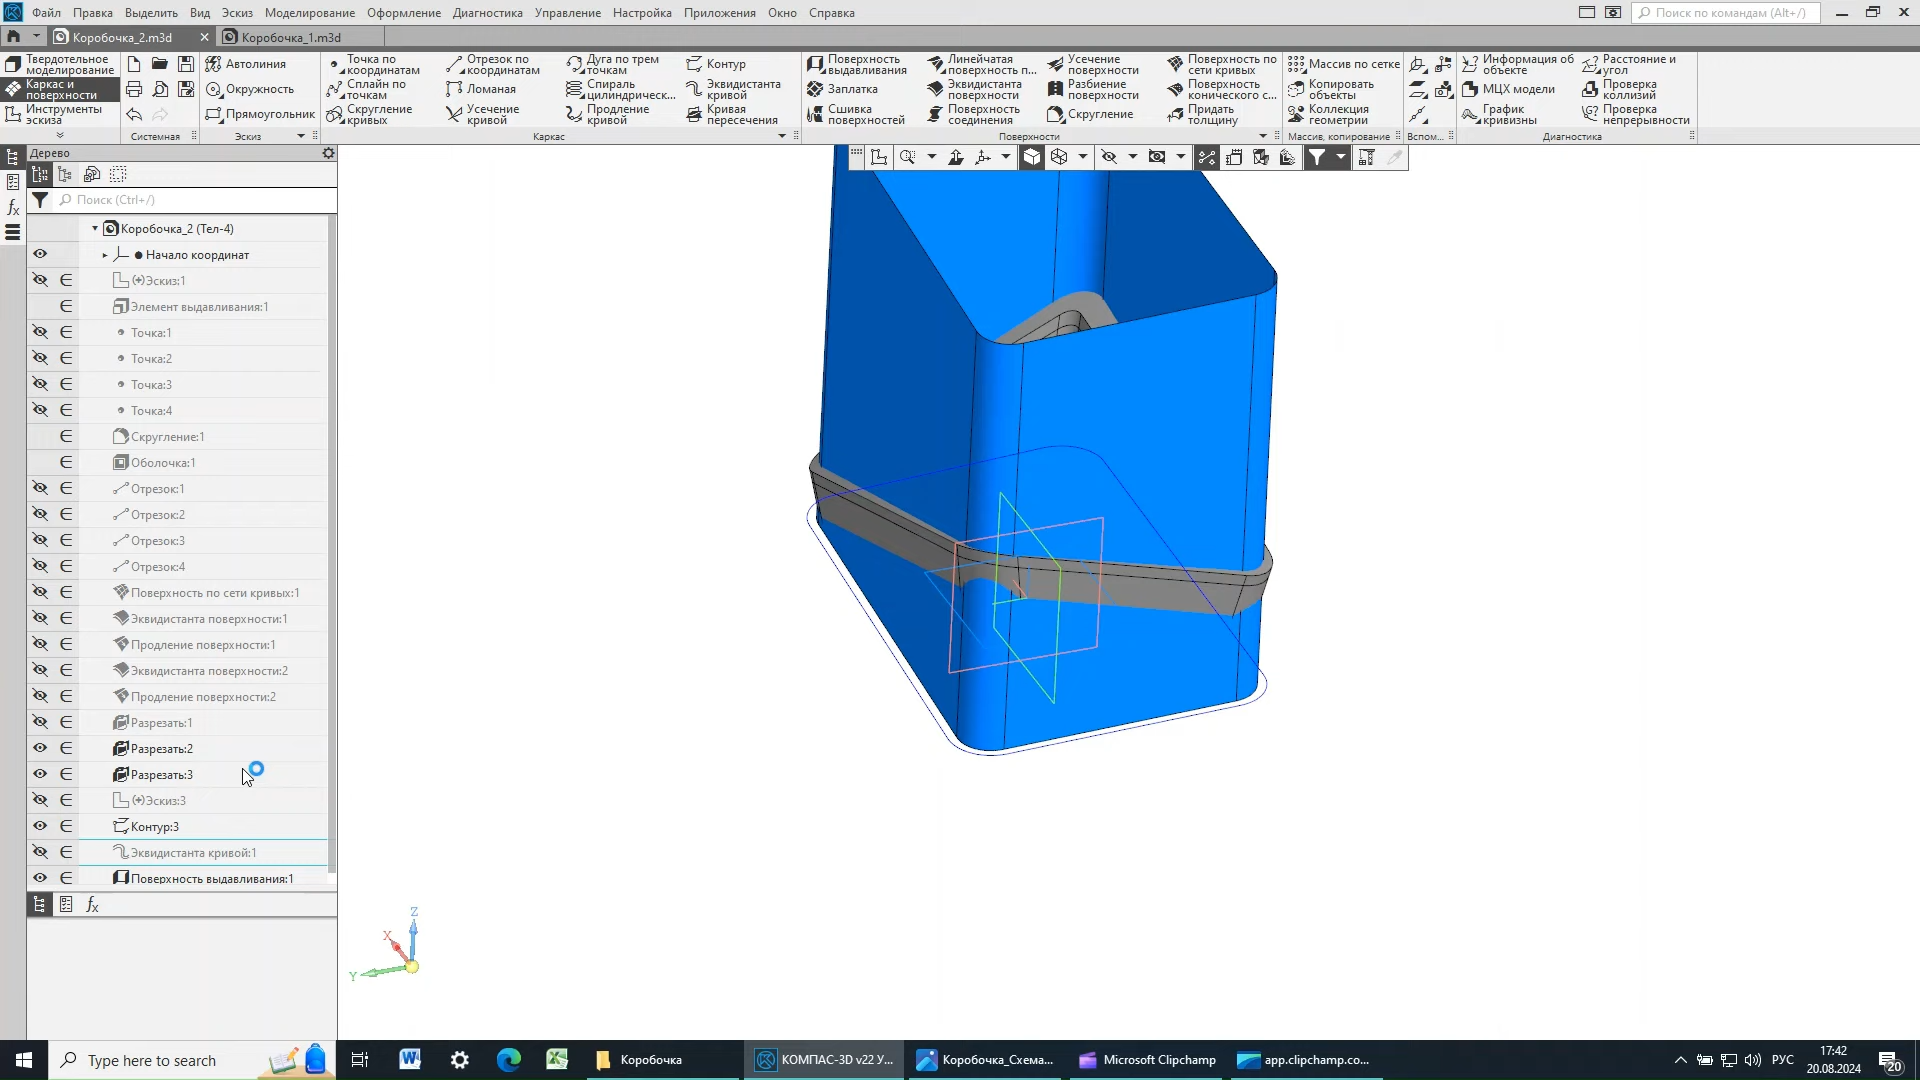 Файл Правка Выделить Вид Эскиз Моделирование Оформление Диагностика Управление Настройка Приложения Окно Справка
Поиск по командам (Alt+/)
Коробочка_2.m3d
Коробочка_1.m3d
Твердотельное моделирование
Каркас и поверхности
Инструменты эскиза
Системная
Автолиния
Окружность
Прямоугольник
Эскиз
Точка по координатам
Сплайн по точкам
Скругление кривых
Отрезок по координатам
Ломаная
Усечение кривой
Дуга по трем точкам
Спираль цилиндрическ...
Продление кривой
Контур
Эквидистанта кривой
Кривая пересечения
Каркас
Поверхность выдавливания
Заплатка
Сшивка поверхностей
Линейчатая поверхность п...
Эквидистанта поверхности
Поверхность соединения
Усечение поверхности
Разбиение поверхности
Скругление
Поверхность по сети кривых
Поверхность конического с...
Придать толщину
Поверхности
Массив по сетке
Копировать объекты
Коллекция геометрии
Массив, копирование
Вспом...
Информация об объекте
МЦХ модели
График кривизны
Расстояние и угол
Проверка коллизий
Проверка непрерывности
Диагностика
Дерево
Поиск (Ctrl+/)
Коробочка_2 (Тел-4)
Начало координат
(+)Эскиз:1
Элемент выдавливания:1
Точка:1
Точка:2
Точка:3
Точка:4
Скругление:1
Оболочка:1
Отрезок:1
Отрезок:2
Отрезок:3
Отрезок:4
Поверхность по сети кривых:1
Эквидистанта поверхности:1
Продление поверхности:1
Эквидистанта поверхности:2
Продление поверхности:2
Разрезать:1
Разрезать:2
Разрезать:3
(+)Эскиз:3
Контур:3
Эквидистанта кривой:1
Поверхность выдавливания:1
Z
X
Y
Type here to search
Коробочка
КОМПАС-3D v22 У...
Коробочка_Схема...
Microsoft Clipchamp
app.clipchamp.co...
РУС
17:42
20.08.2024
20